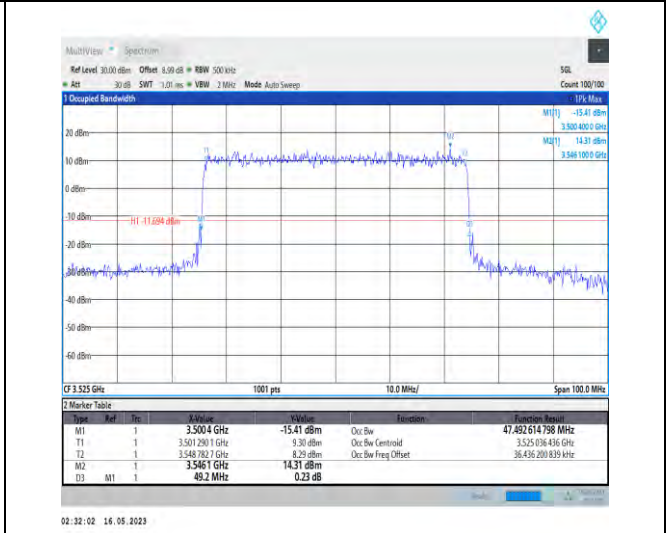 MultiView Spectrum
Ref Level 30.00 dBm Offset 8.99 dB RBW 500 kHz SGL
Att 30 dB SWT 1.01 ms VBW 2 MHz Mode Auto Sweep Count 100/100
1 Occupied Bandwidth 1Pk Max
M1[1] -15.41 dBm
3.500 400 0 GHz
M2[1] 14.31 dBm
3.546 100 0 GHz
20 dBm
M2
T1
10 dBm
0 dBm
-10 dBm
H1 -11.694 dBm
M1
-20 dBm
-30 dBm
-40 dBm
-50 dBm
-60 dBm
CF 3.525 GHz 1001 pts 10.0 MHz/ Span 100.0 MHz
2 Marker Table
Type Ref Trc X-Value Y-Value Function Function Result
M1 1 3.5004 GHz -15.41 dBm Occ Bw 47.492 614 798 MHz
T1 1 3.501 290 1 GHz 9.30 dBm Occ Bw Centroid 3.525 036 436 GHz
T2 1 3.548 782 7 GHz 8.29 dBm Occ Bw Freq Offset 36.436 200 839 kHz
M2 1 3.5461 GHz 14.31 dBm
D3 M1 1 49.2 MHz 0.23 dB
02:32:02 16.05.2023